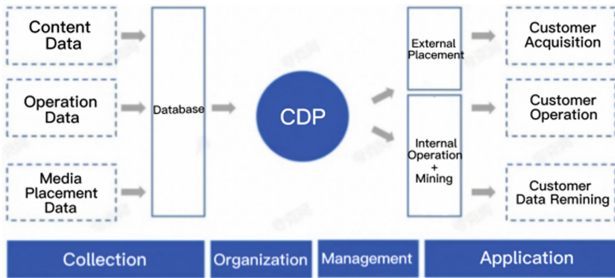 Content
Data
Operation
Data
Media
Placement
Data
Database
CDP
External
Placement
Internal
Operation
+
Mining
Customer
Acquisition
Customer
Operation
Customer
Data Remining
Collection
Organization
Management
Application